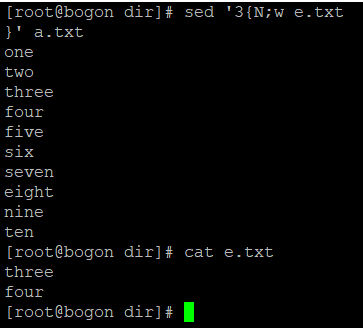 [root@bogon dir]# sed '3{N;w e.txt
}' a.txt
one
two
three
four
five
six
seven
eight
nine
ten
[root@bogon dir]# cat e.txt
three
four
[root@bogon dir]#